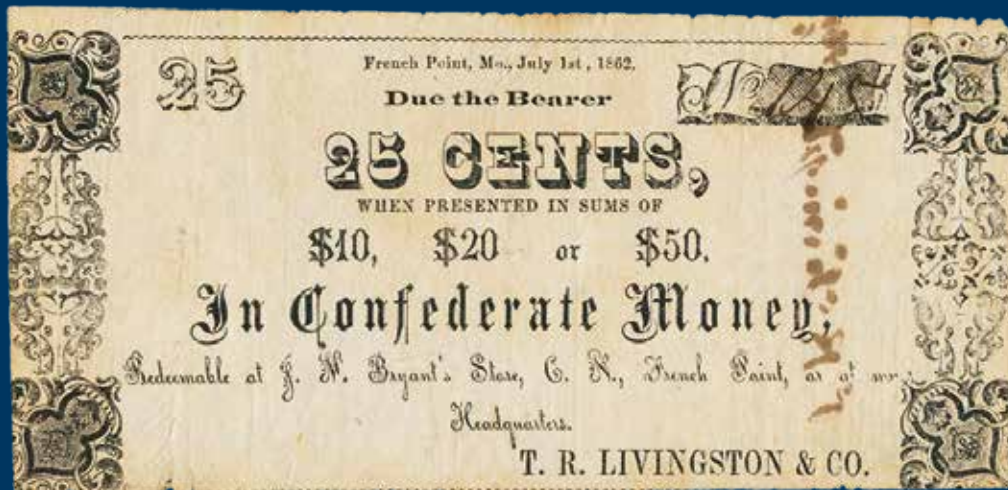 25
French Point, Mo., July 1st, 1862.
Due the Bearer
25 CENTS,
WHEN PRESENTED IN SUMS OF
$10, $20 or $50.
In Confederate Money,
Redeemable at J. N. Bryant's Store, C. N., French Point, or at
Headquarters.
T. R. LIVINGSTON & CO.